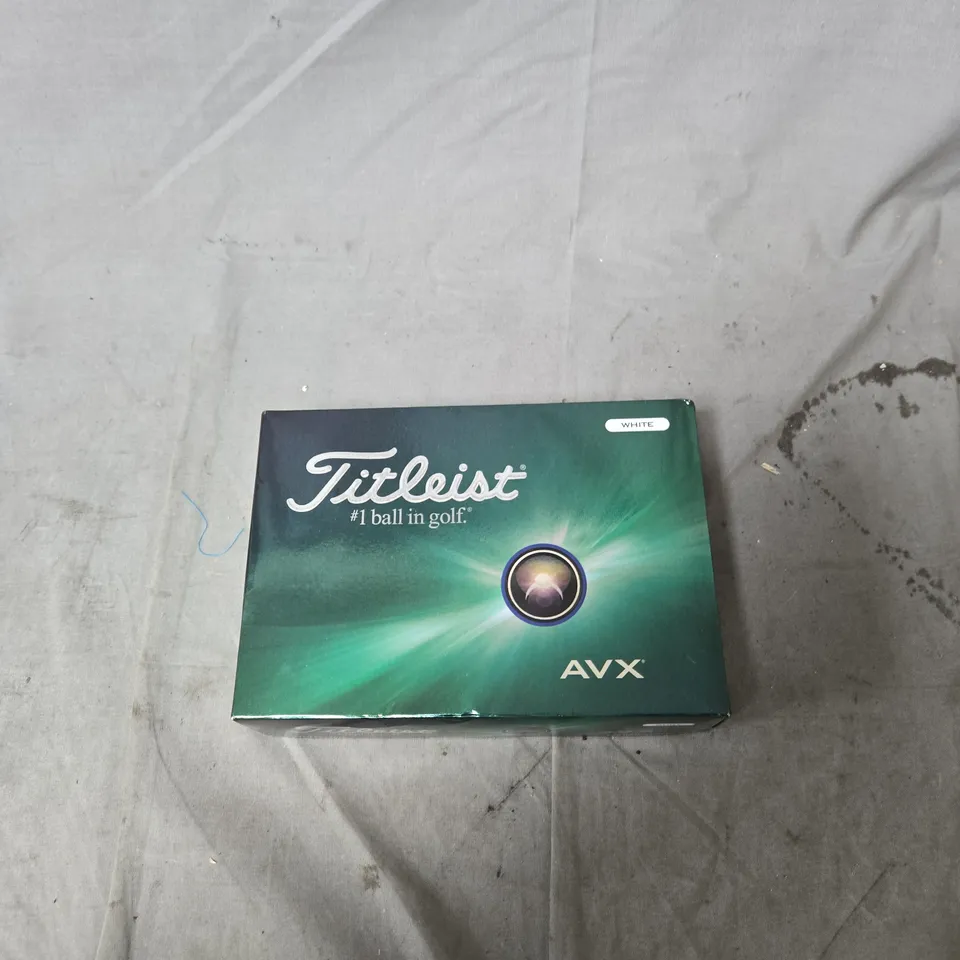 WHITE
Titleist®
#1 ball in golf.®
AVX®